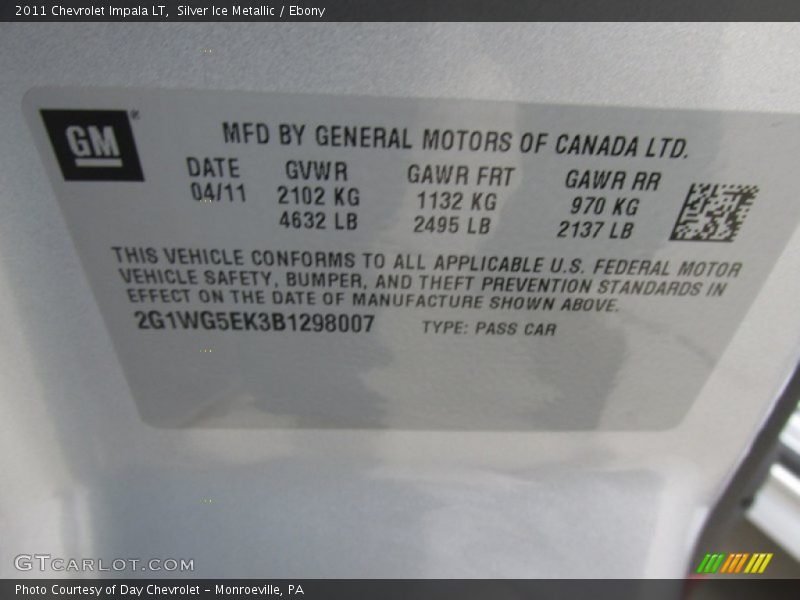 2011 Chevrolet Impala LT,  Silver Ice Metallic / Ebony
GM®
MFD BY GENERAL MOTORS OF CANADA LTD.
DATE GVWR GAWR FRT GAWR RR
04/11 2102 KG 1132 KG 970 KG
4632 LB 2495 LB 2137 LB
THIS VEHICLE CONFORMS TO ALL APPLICABLE U.S. FEDERAL MOTOR
VEHICLE SAFETY, BUMPER, AND THEFT PREVENTION STANDARDS IN
EFFECT ON THE DATE OF MANUFACTURE SHOWN ABOVE.
2G1WG5EK3B1298007 TYPE: PASS CAR
GTCARLOT.COM
Photo Courtesy of Day Chevrolet - Monroeville, PA